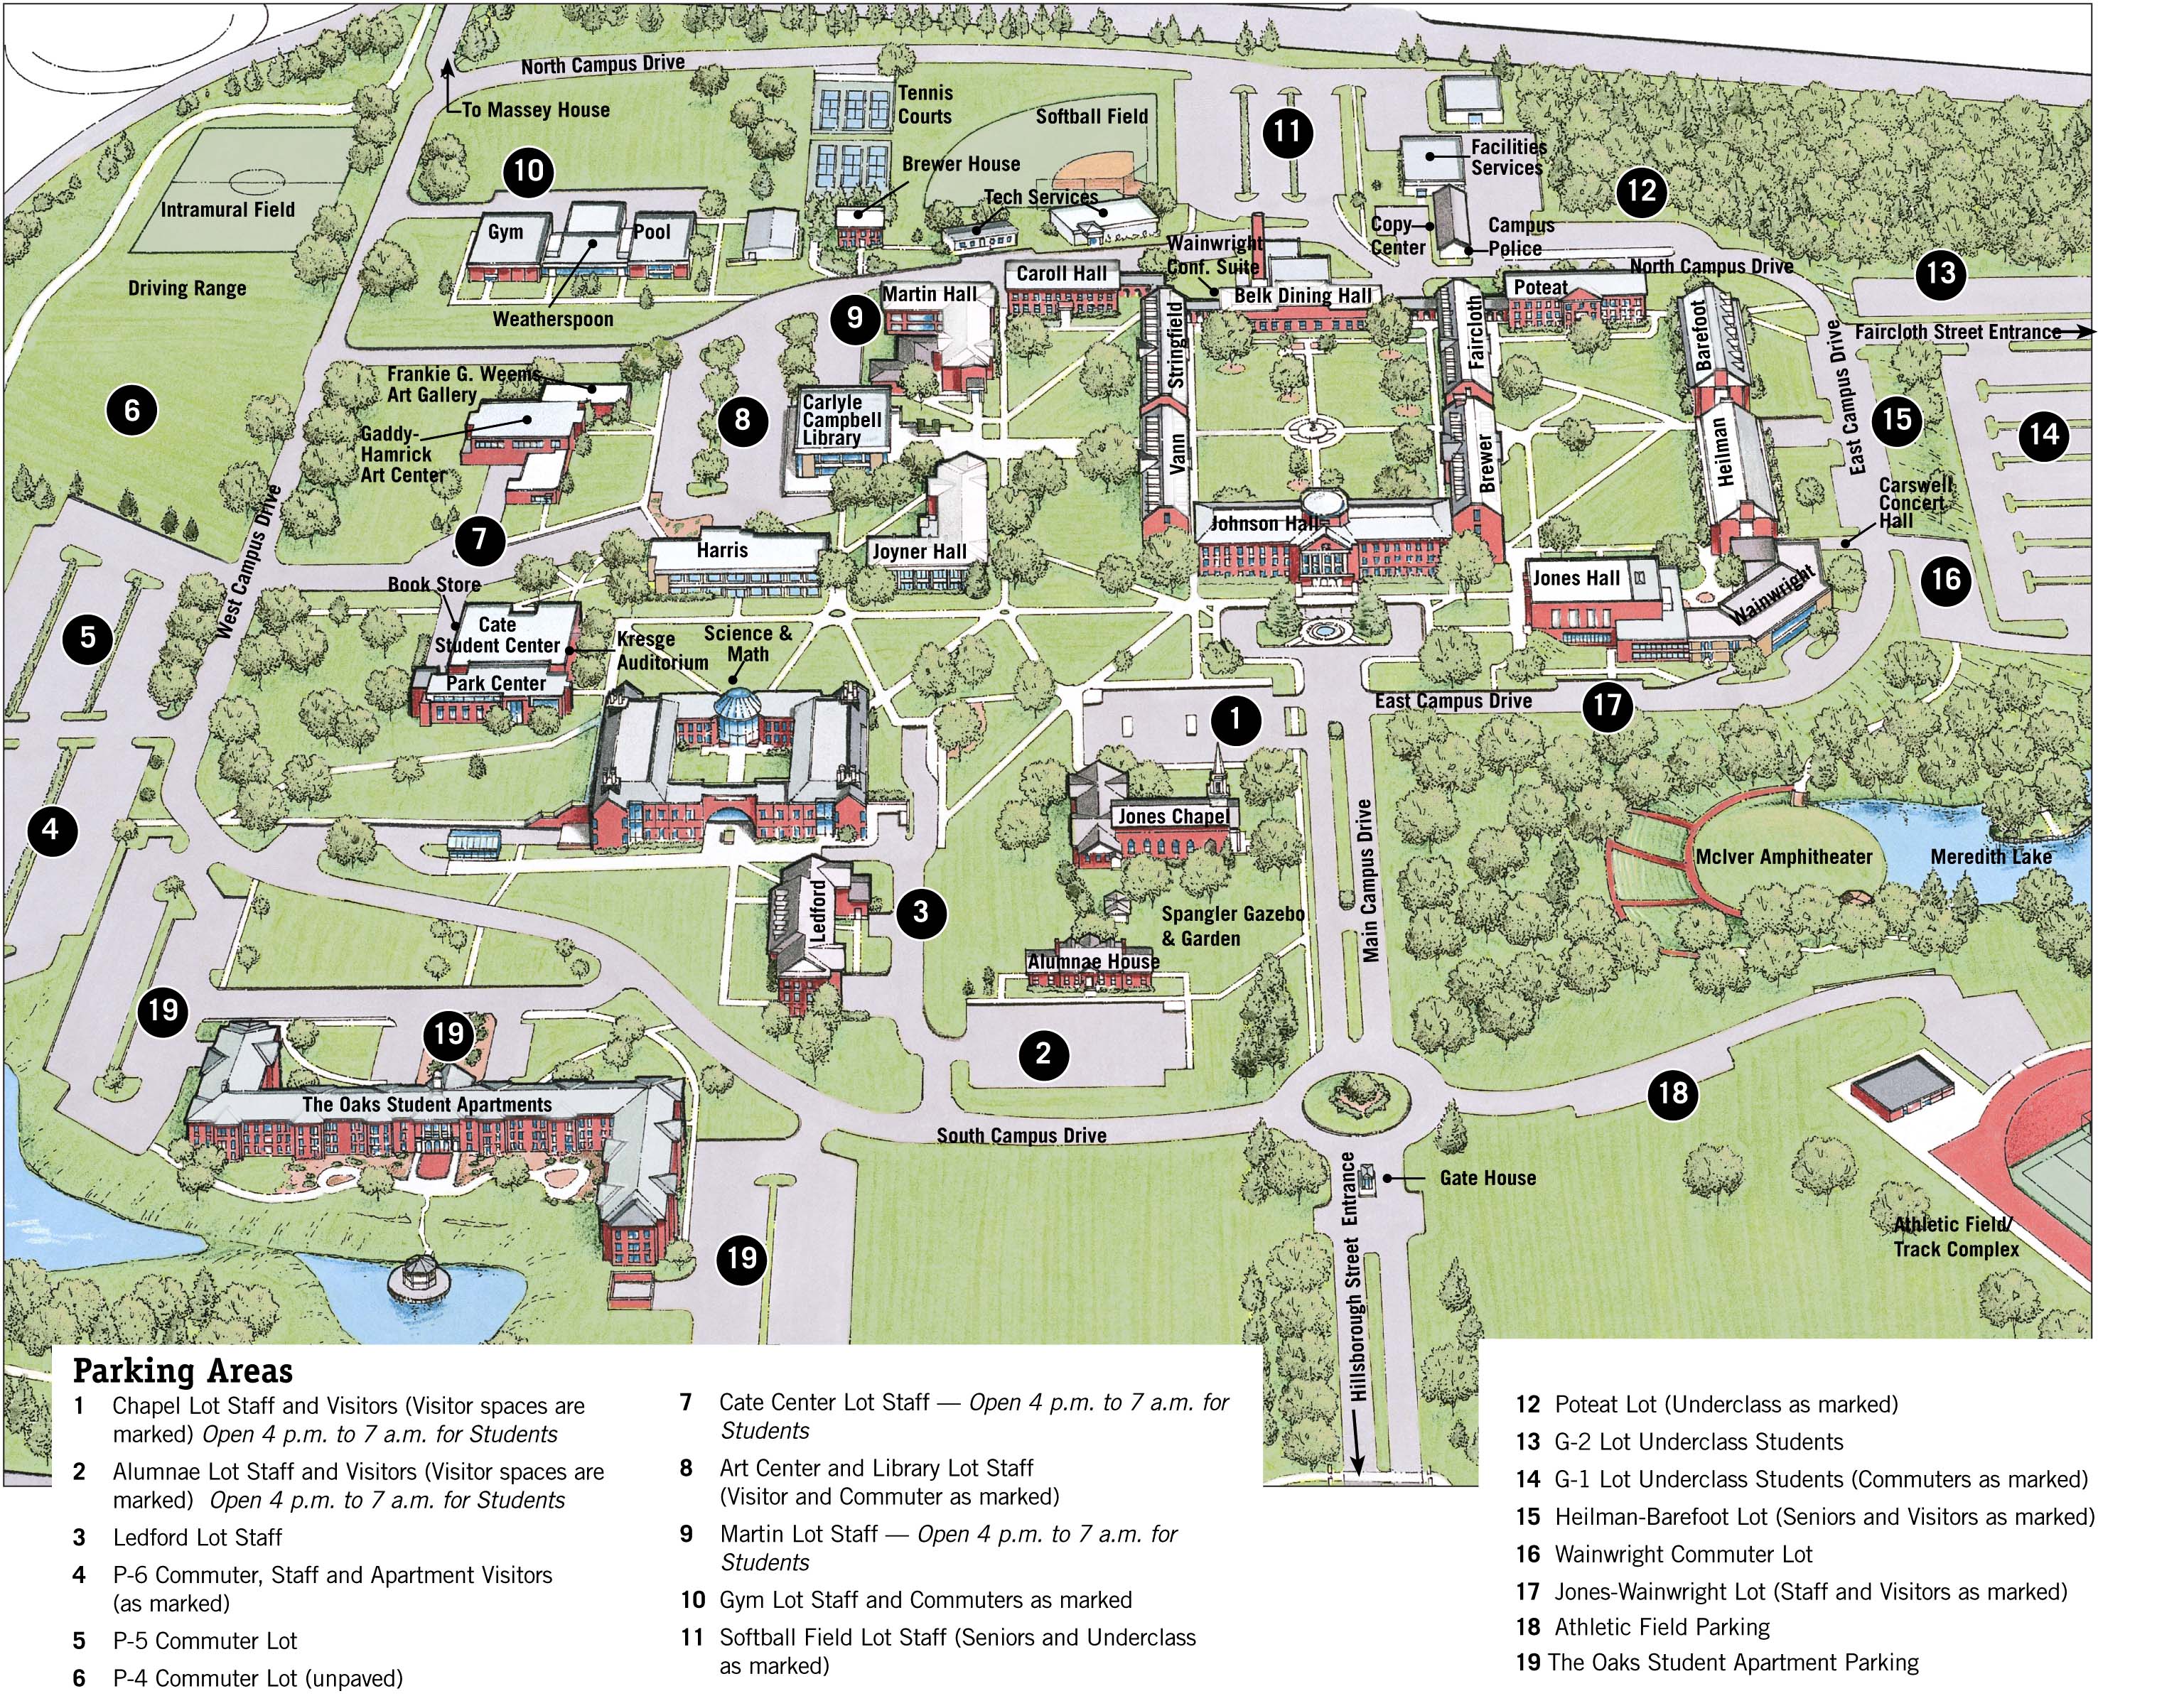 North Campus Drive
To Massey House
Tennis
Courts
Softball Field
11
Facilities
Services
10
Brewer House
12
Intramural Field
Tech Services
Gym
Pool
Copy
Center
Campus
Police
Wainwright
Conf. Suite
Driving Range
Caroll Hall
North Campus Drive
13
Martin Hall
Belk Dining Hall
Poteat
Weatherspoon
9
Stringfield
Faircloth
Barefoot
East Campus Drive
Faircloth Street Entrance
Frankie G. Weems
Art Gallery
6
8
Carlyle
Campbell
Library
15
14
Gaddy-
Hamrick
Art Center
Vann
Brewer
Heilman
Carswell
Concert
Hall
West Campus Drive
7
Johnson Hall
Harris
Joyner Hall
Jones Hall
16
Wainwright
Book Store
5
Cate
Student Center
Kresge
Auditorium
Science &
Math
Park Center
1
East Campus Drive
17
4
Jones Chapel
Main Campus Drive
McIver Amphitheater
Meredith Lake
Ledford
3
Spangler Gazebo
& Garden
Alumnae House
19
19
2
The Oaks Student Apartments
18
South Campus Drive
Gate House
Hillsborough Street Entrance
Athletic Field/
Track Complex
19
Parking Areas
1 Chapel Lot Staff and Visitors (Visitor spaces are
marked) Open 4 p.m. to 7 a.m. for Students
2 Alumnae Lot Staff and Visitors (Visitor spaces are
marked) Open 4 p.m. to 7 a.m. for Students
3 Ledford Lot Staff
4 P-6 Commuter, Staff and Apartment Visitors
(as marked)
5 P-5 Commuter Lot
6 P-4 Commuter Lot (unpaved)
7 Cate Center Lot Staff — Open 4 p.m. to 7 a.m. for
Students
8 Art Center and Library Lot Staff
(Visitor and Commuter as marked)
9 Martin Lot Staff — Open 4 p.m. to 7 a.m. for
Students
10 Gym Lot Staff and Commuters as marked
11 Softball Field Lot Staff (Seniors and Underclass
as marked)
12 Poteat Lot (Underclass as marked)
13 G-2 Lot Underclass Students
14 G-1 Lot Underclass Students (Commuters as marked)
15 Heilman-Barefoot Lot (Seniors and Visitors as marked)
16 Wainwright Commuter Lot
17 Jones-Wainwright Lot (Staff and Visitors as marked)
18 Athletic Field Parking
19 The Oaks Student Apartment Parking